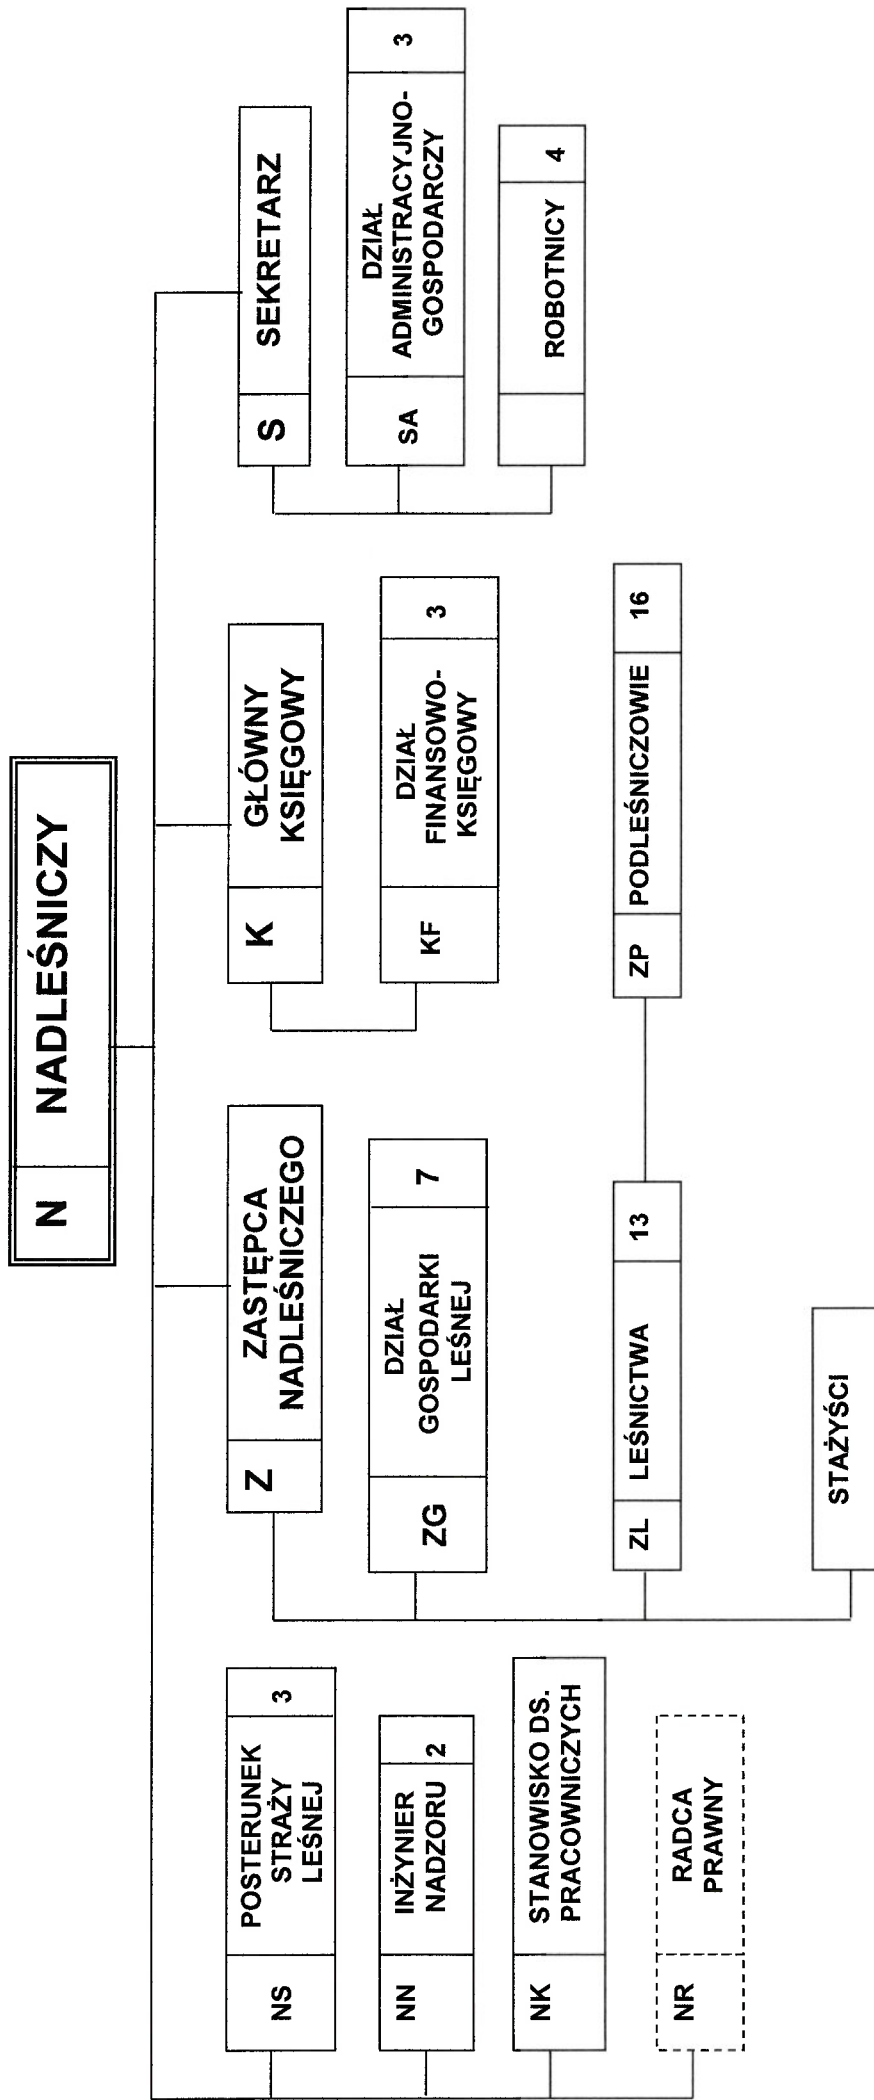 N NADLEŚNICZY
NS POSTERUNEK
STRAŻY
LEŚNEJ 3
NN INŻYNIER
NADZORU 2
NK STANOWISKO DS.
PRACOWNICZYCH
NR RADCA
PRAWNY
Z ZASTĘPCA
NADLEŚNICZEGO
ZG DZIAŁ
GOSPODARKI
LEŚNEJ 7
ZL LEŚNICTWA 13
ZP PODLEŚNICZOWIE 16
STAŻYŚCI
K GŁÓWNY
KSIĘGOWY
KF DZIAŁ
FINANSOWO-
KSIĘGOWY 3
S SEKRETARZ
SA DZIAŁ
ADMINISTRACYJNO-
GOSPODARCZY 3
ROBOTNICY 4